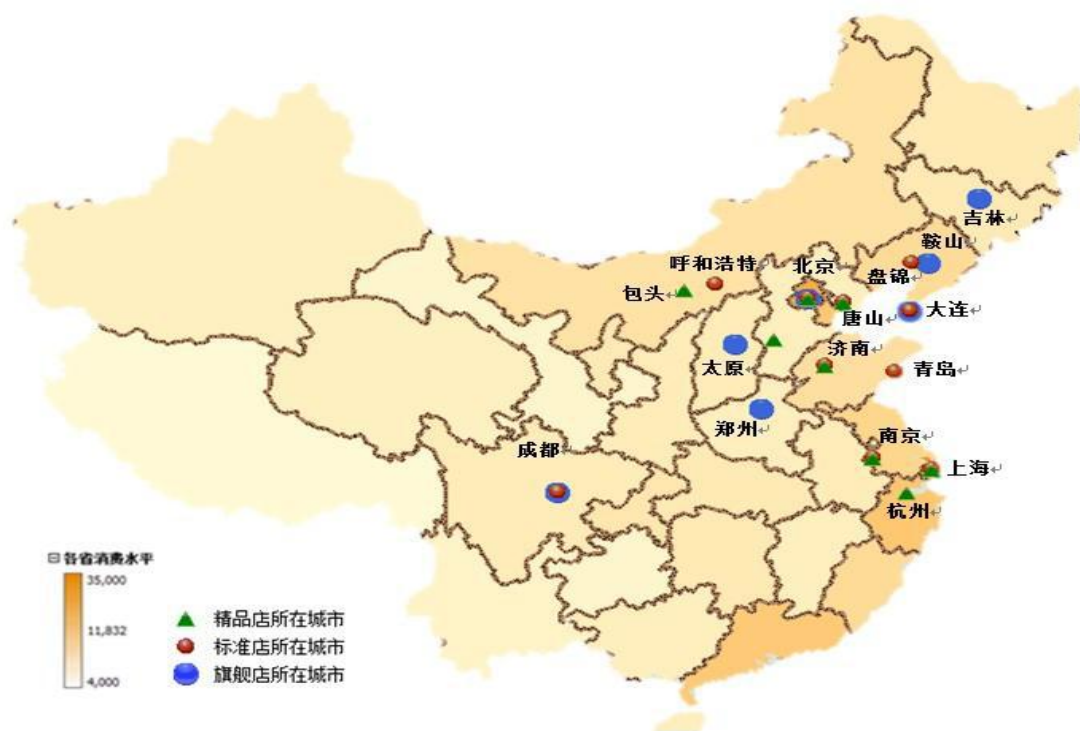 吉林
鞍山
呼和浩特
北京
盘锦
包头
大连
唐山
济南
太原
青岛
郑州
南京
成都
上海
杭州
各省消费水平
35,000
11,832
4,000
精品店所在城市
标准店所在城市
旗舰店所在城市